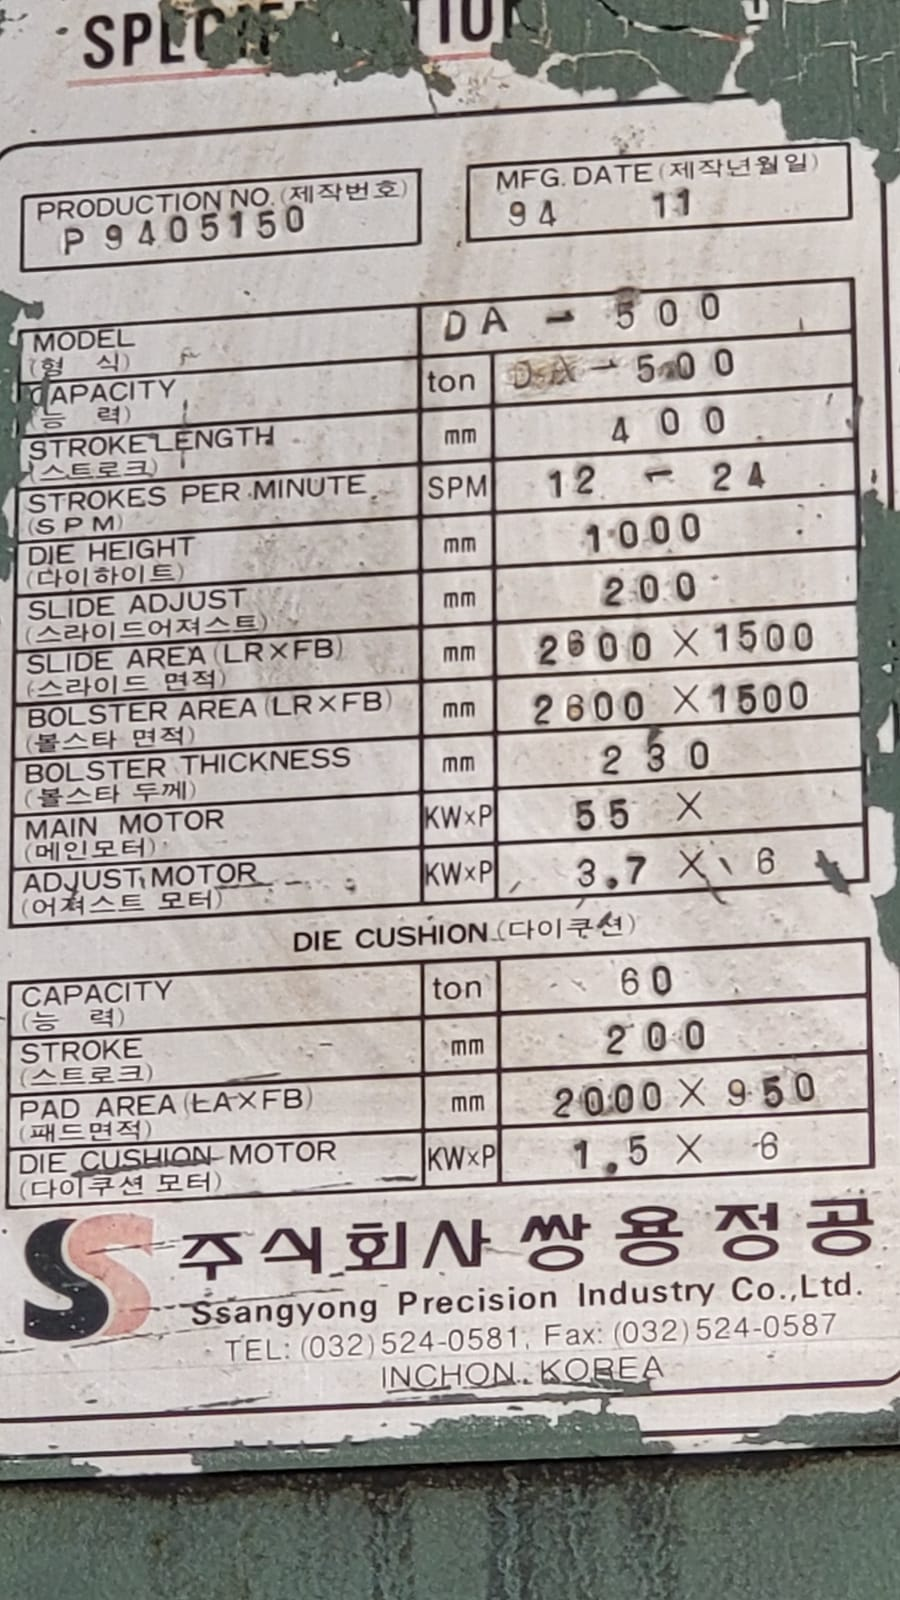 PRODUCTION NO. (제작번호)
P9405150
MFG. DATE (제작년월일)
94 11
MODEL DA - 500
(형 식)
CAPACITY ton DA-500
(능 력)
STROKE LENGTH mm 400
(스트로크)
STROKES PER MINUTE SPM 12 - 24
(SPM)
DIE HEIGHT mm 1000
(다이하이트)
SLIDE ADJUST mm 200
(스라이드어져스트)
SLIDE AREA (LR×FB) mm 2600 × 1500
(스라이드 면적)
BOLSTER AREA (LR×FB) mm 2600 × 1500
(볼스타 면적)
BOLSTER THICKNESS mm 230
(볼스타 두께)
MAIN MOTOR KW×P 55 ×
(메인모터)
ADJUST MOTOR KW×P 3.7 × 6
(어져스트 모터)
DIE CUSHION (다이쿠션)
CAPACITY ton 60
(능 력)
STROKE mm 200
(스트로크)
PAD AREA (LA×FB) mm 2000 × 950
(패드면적)
DIE CUSHION MOTOR KW×P 1.5 × 6
(다이쿠션 모터)
SS 주식회사 쌍용정공
Ssangyong Precision Industry Co.,Ltd.
TEL: (032)524-0581, Fax: (032)524-0587
INCHON, KOREA